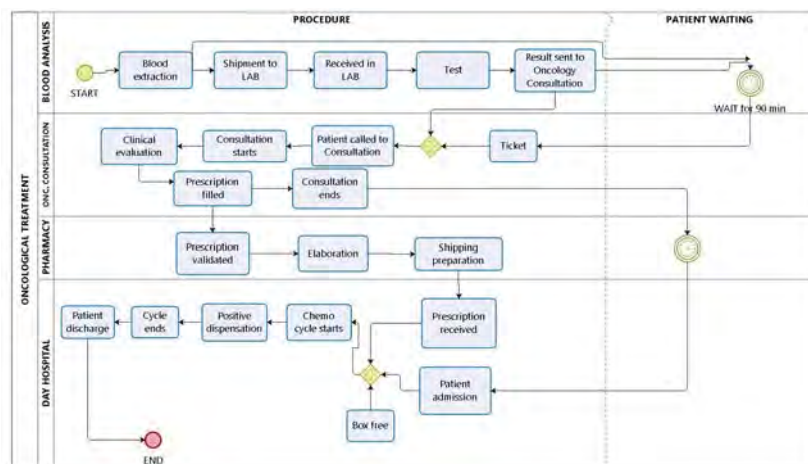 PROCEDURE
PATIENT WAITING
ONCOLOGICAL TREATMENT
BLOOD ANALYSIS
START
Blood
extraction
Shipment to
LAB
Received in
LAB
Test
Result sent to
Oncology
Consultation
WAIT for 90 min
ONC. CONSULTATION
Clinical
evaluation
Consultation
starts
Patient called to
Consultation
Ticket
Prescription
filled
Consultation
ends
PHARMACY
Prescription
validated
Elaboration
Shipping
preparation
DAY HOSPITAL
Patient
discharge
Cycle
ends
Positive
dispensation
Chemo
cycle starts
Prescription
received
Patient
admission
Box free
END